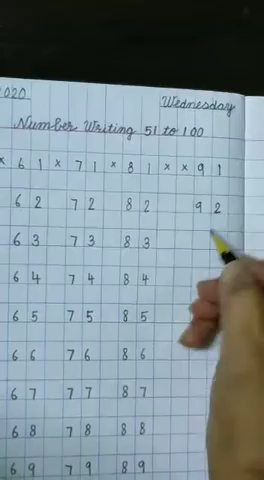 020
Wednesday
Number Writing 51 to 100
× 6 1 × 7 1 × 8 1 × × 9 1
6 2 7 2 8 2 9 2
6 3 7 3 8 3
6 4 7 4 8 4
6 5 7 5 8 5
6 6 7 6 8 6
6 7 7 7 8 7
6 8 7 8 8 8
6 9 7 9 8 9